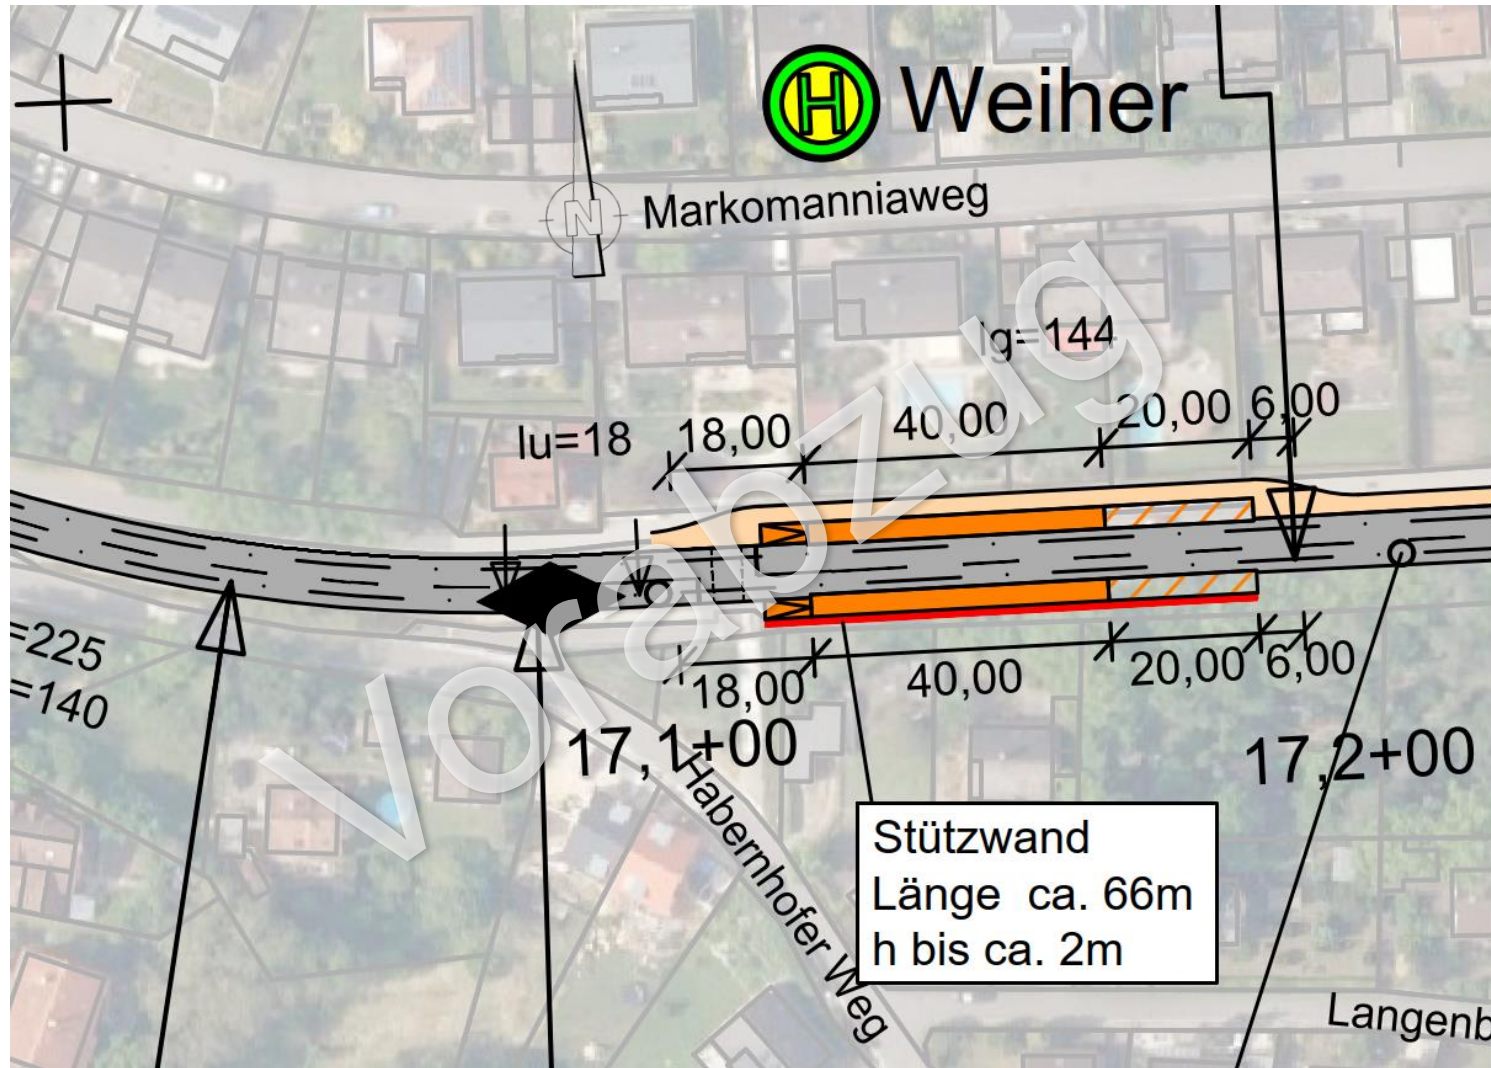 H Weiher
N
Markomanniaweg
lg=144
lu=18
18,00
40,00
20,00
6,00
=225
=140
18,00
40,00
20,00
6,00
17,1+00
17,2+00
Vorabzug
Habernhofer Weg
Stützwand
Länge ca. 66m
h bis ca. 2m
Langenb